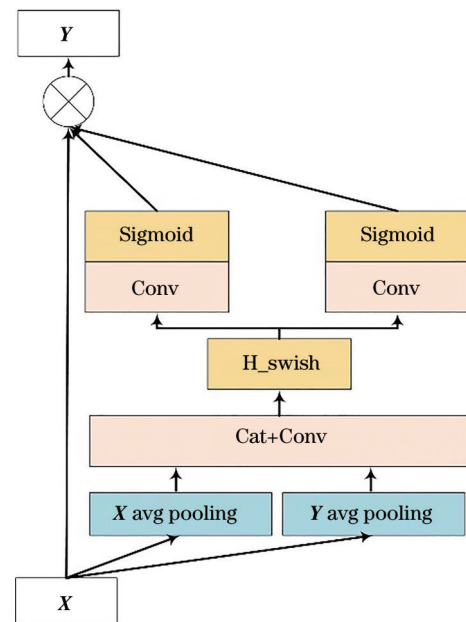 Y
Sigmoid
Sigmoid
Conv
Conv
H_swish
Cat+Conv
X avg pooling
Y avg pooling
X